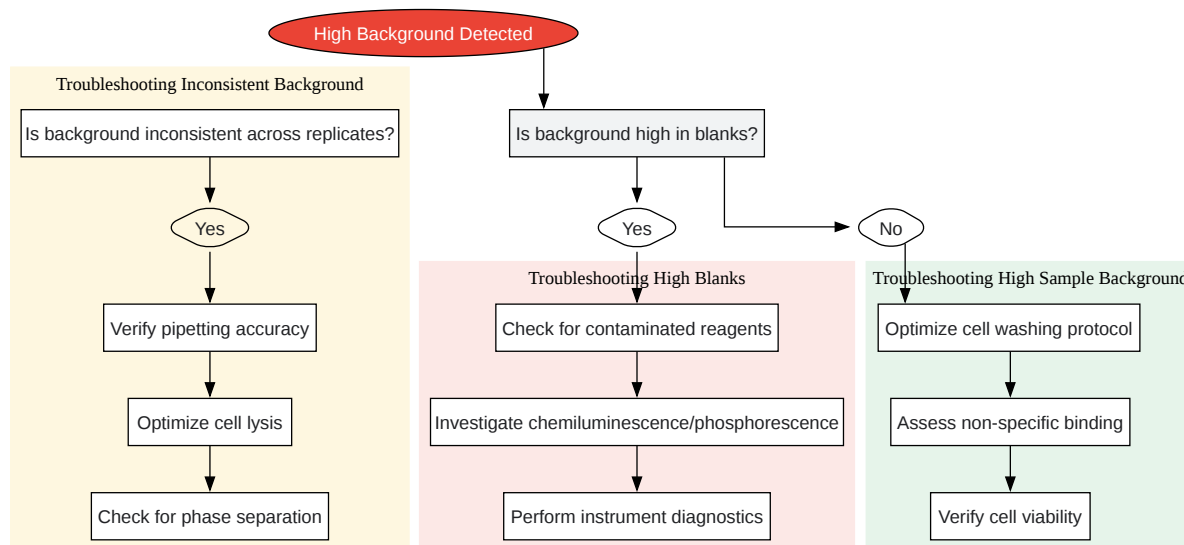 High Background Detected
Troubleshooting Inconsistent Background
Is background inconsistent across replicates?
Is background high in blanks?
Yes
Yes
No
Troubleshooting High Blanks
Troubleshooting High Sample Background
Verify pipetting accuracy
Check for contaminated reagents
Optimize cell washing protocol
Optimize cell lysis
Investigate chemiluminescence/phosphorescence
Assess non-specific binding
Check for phase separation
Perform instrument diagnostics
Verify cell viability